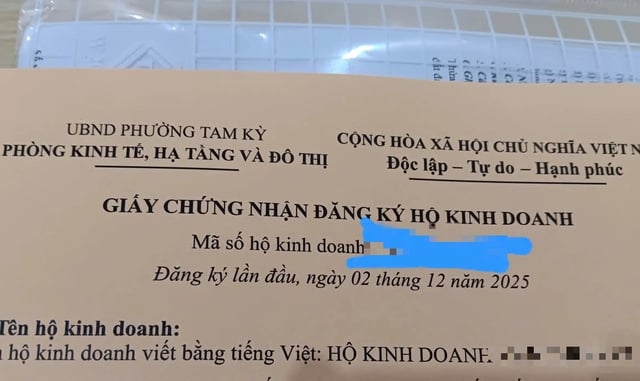 UBND PHƯỜNG TAM KỲ
PHÒNG KINH TẾ, HẠ TẦNG VÀ ĐÔ THỊ
CỘNG HÒA XÃ HỘI CHỦ NGHĨA VIỆT N
Độc lập – Tự do – Hạnh phúc
GIẤY CHỨNG NHẬN ĐĂNG KÝ HỘ KINH DOANH
Mã số hộ kinh doanh
Đăng ký lần đầu, ngày 02 tháng 12 năm 2025
Tên hộ kinh doanh:
hộ kinh doanh viết bằng tiếng Việt: HỘ KINH DOANH